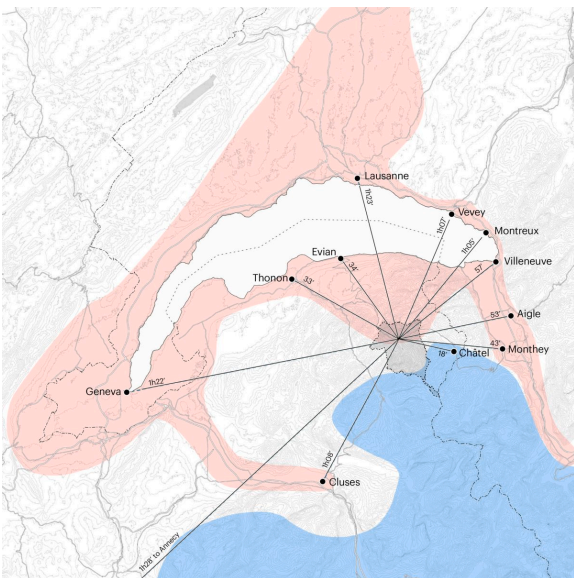 Lausanne
1h23'
Vevey
1h07'
Montreux
1h05'
Evian
34'
Villeneuve
57'
Thonon
33'
Aigle
53'
Monthey
43'
Châtel
18'
Geneva
1h22'
Cluses
1h08'
1h28' to Annecy